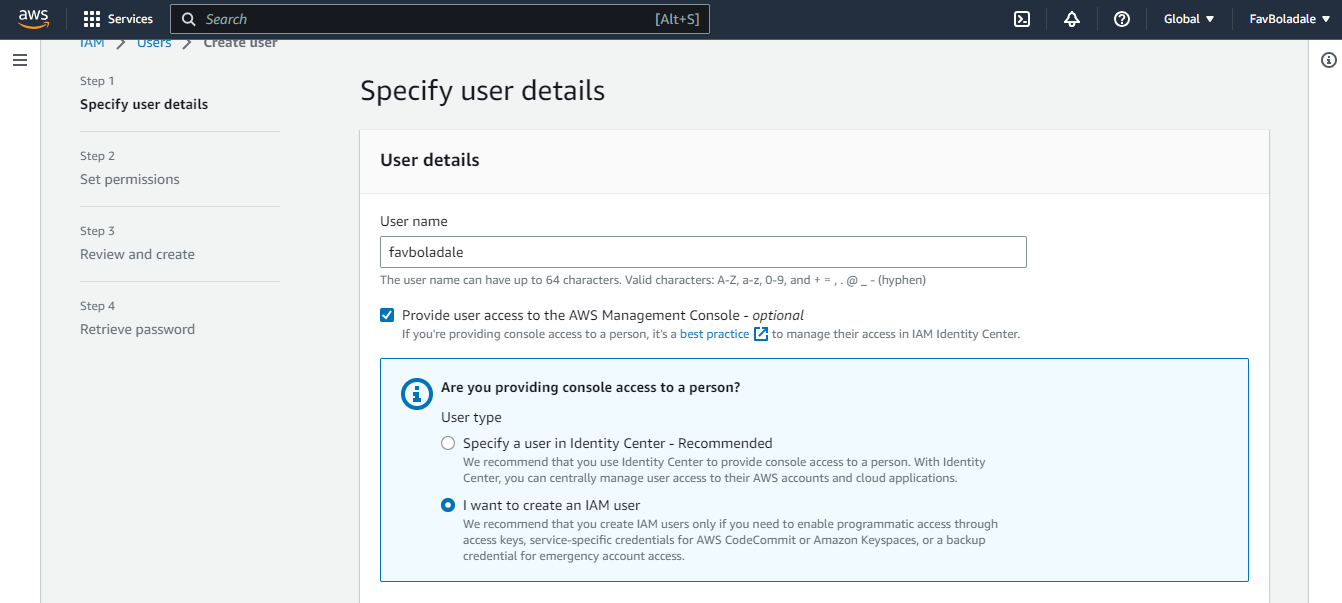 aws
Services
Search
[Alt+S]
Global
FavBoladale
IAM
Users
Create user
Step 1
Specify user details
Step 2
Set permissions
Step 3
Review and create
Step 4
Retrieve password
Specify user details
User details
User name
favboladale
The user name can have up to 64 characters. Valid characters: A-Z, a-z, 0-9, and + = , . @ _ - (hyphen)
Provide user access to the AWS Management Console - optional
If you're providing console access to a person, it's a best practice to manage their access in IAM Identity Center.
Are you providing console access to a person?
User type
Specify a user in Identity Center - Recommended
We recommend that you use Identity Center to provide console access to a person. With Identity
Center, you can centrally manage user access to their AWS accounts and cloud applications.
I want to create an IAM user
We recommend that you create IAM users only if you need to enable programmatic access through
access keys, service-specific credentials for AWS CodeCommit or Amazon Keyspaces, or a backup
credential for emergency account access.